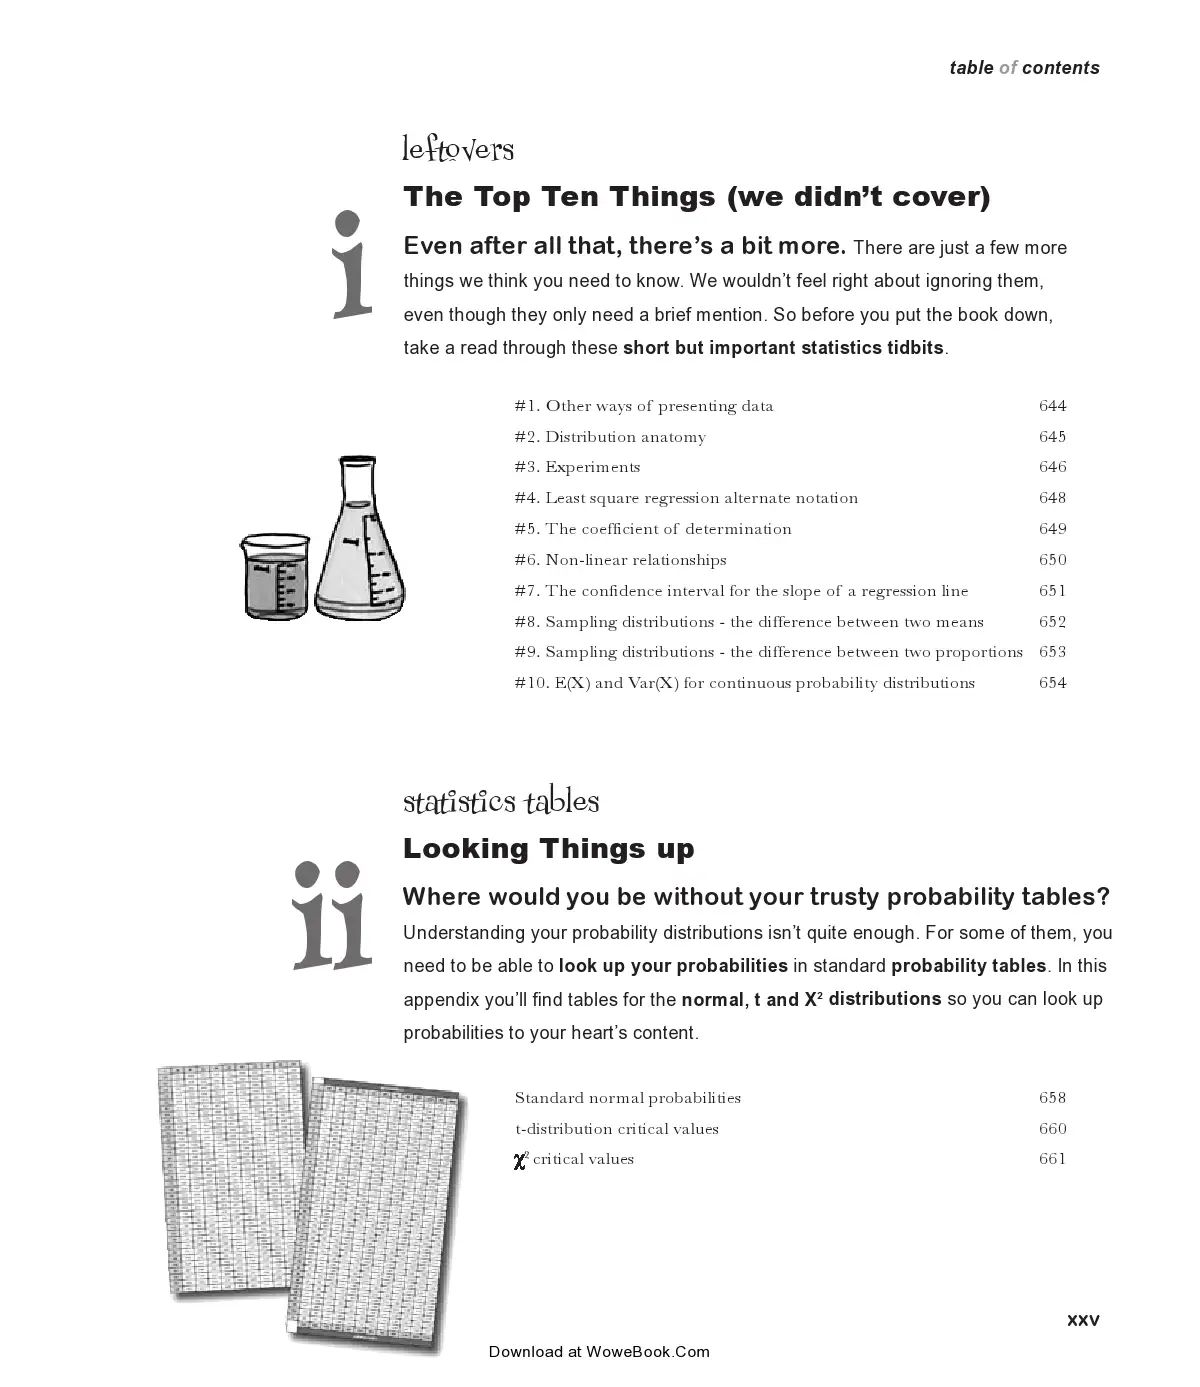 table of contents
leftovers
The Top Ten Things (we didn’t cover)
i
Even after all that, there’s a bit more. There are just a few more
things we think you need to know. We wouldn’t feel right about ignoring them,
even though they only need a brief mention. So before you put the book down,
take a read through these short but important statistics tidbits.
#1. Other ways of presenting data 644
#2. Distribution anatomy 645
#3. Experiments 646
#4. Least square regression alternate notation 648
#5. The coefficient of determination 649
#6. Non-linear relationships 650
#7. The confidence interval for the slope of a regression line 651
#8. Sampling distributions - the difference between two means 652
#9. Sampling distributions - the difference between two proportions 653
#10. E(X) and Var(X) for continuous probability distributions 654
statistics tables
Looking Things up
ii
Where would you be without your trusty probability tables?
Understanding your probability distributions isn’t quite enough. For some of them, you
need to be able to look up your probabilities in standard probability tables. In this
appendix you’ll find tables for the normal, t and X² distributions so you can look up
probabilities to your heart’s content.
Standard normal probabilities 658
t-distribution critical values 660
χ² critical values 661
xxv
Download at WoweBook.Com